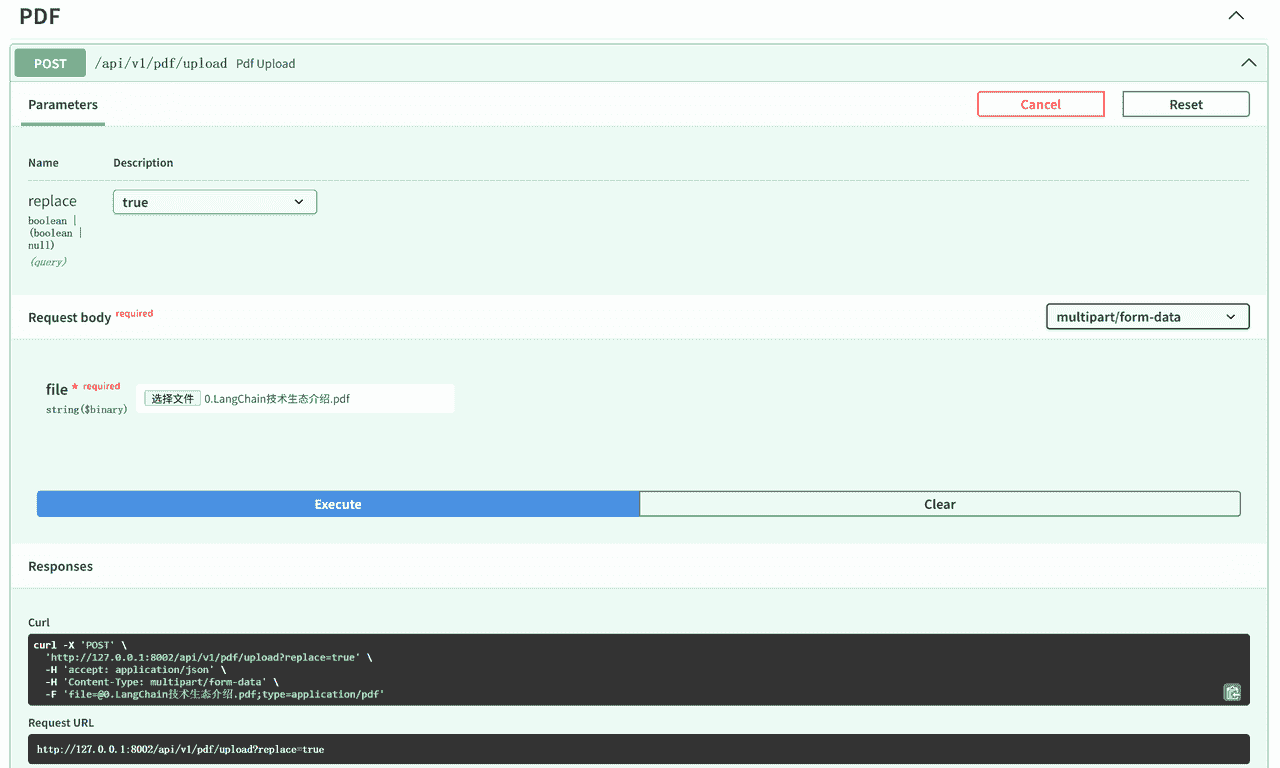 PDF
POST /api/v1/pdf/upload Pdf Upload
Parameters Cancel Reset
Name Description
replace true
boolean |
(boolean |
null)
(query)
Request body required multipart/form-data
file * required
string($binary) 选择文件 0.LangChain技术生态介绍.pdf
Execute Clear
Responses
Curl
curl -X 'POST' \
'http://127.0.0.1:8002/api/v1/pdf/upload?replace=true' \
-H 'accept: application/json' \
-H 'Content-Type: multipart/form-data' \
-F 'file=@0.LangChain技术生态介绍.pdf;type=application/pdf'
Request URL
http://127.0.0.1:8002/api/v1/pdf/upload?replace=true